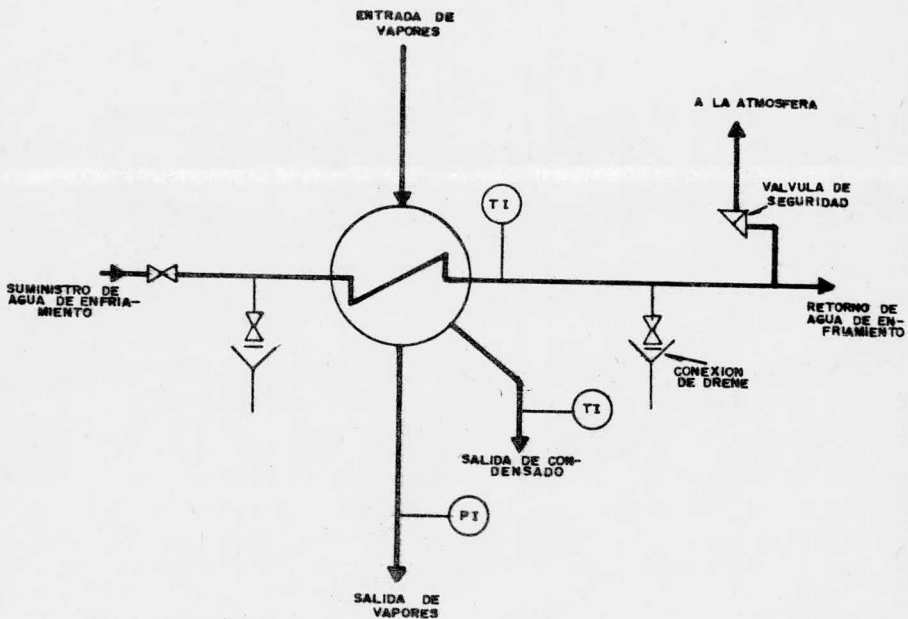 ENTRADA DE
VAPORES
A LA ATMOSFERA
TI
VALVULA DE
SEGURIDAD
SUMINISTRO DE
AGUA DE ENFRIA-
MIENTO
RETORNO DE
AGUA DE EN-
FRIAMIENTO
CONEXION
DE DRENE
TI
SALIDA DE CON-
DENSADO
PI
SALIDA DE
VAPORES